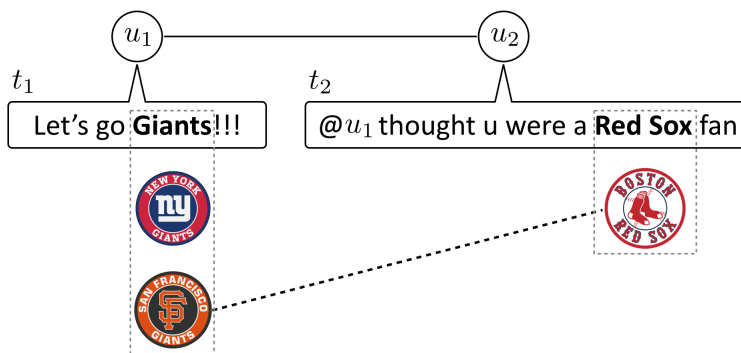 u1
u2
t1
t2
Let's go Giants!!!
@u1 thought u were a Red Sox fan
NEW YORK
ny
GIANTS
BOSTON
RED SOX
SAN FRANCISCO
SF
GIANTS